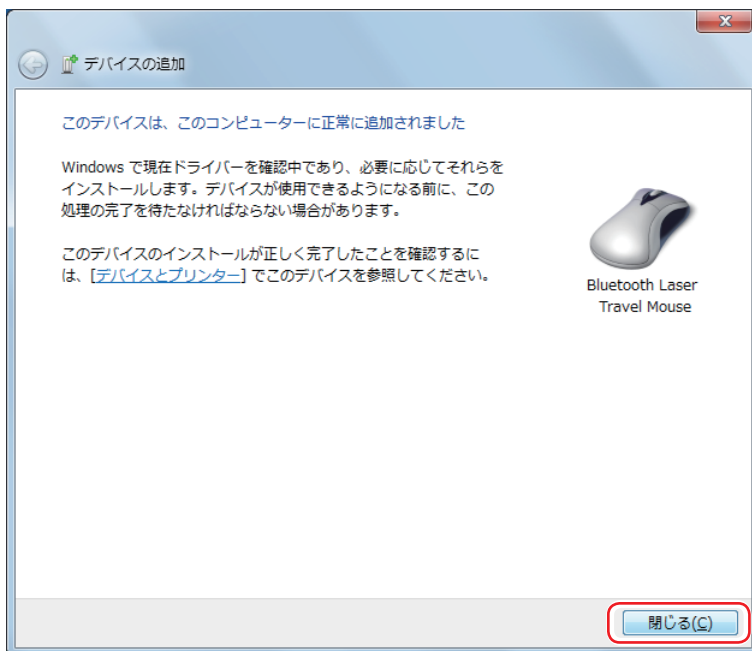 デバイスの追加
このデバイスは、このコンピューターに正常に追加されました
Windows で現在ドライバーを確認中であり、必要に応じてそれらを
インストールします。デバイスが使用できるようになる前に、この
処理の完了を待たなければならない場合があります。
このデバイスのインストールが正しく完了したことを確認するに
は、[デバイスとプリンター] でこのデバイスを参照してください。
Bluetooth Laser
Travel Mouse
閉じる(C)